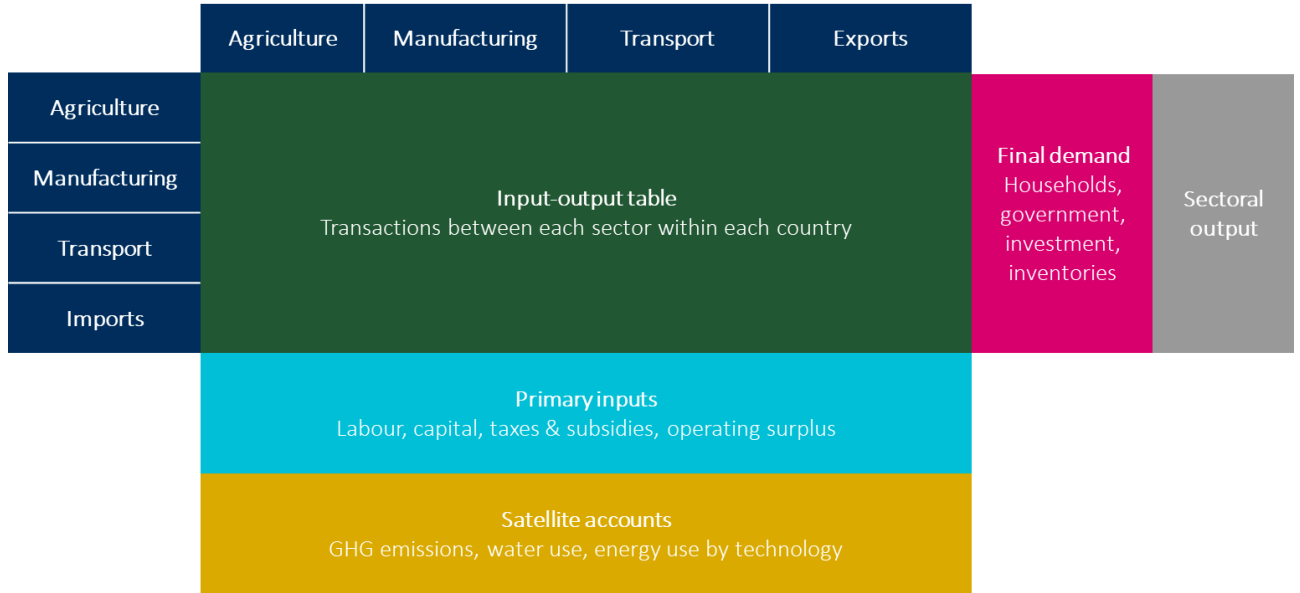 Agriculture
Manufacturing
Transport
Exports
Agriculture
Manufacturing
Transport
Imports
Input-output table
Transactions between each sector within each country
Final demand
Households,
government,
investment,
inventories
Sectoral
output
Primary inputs
Labour, capital, taxes & subsidies, operating surplus
Satellite accounts
GHG emissions, water use, energy use by technology